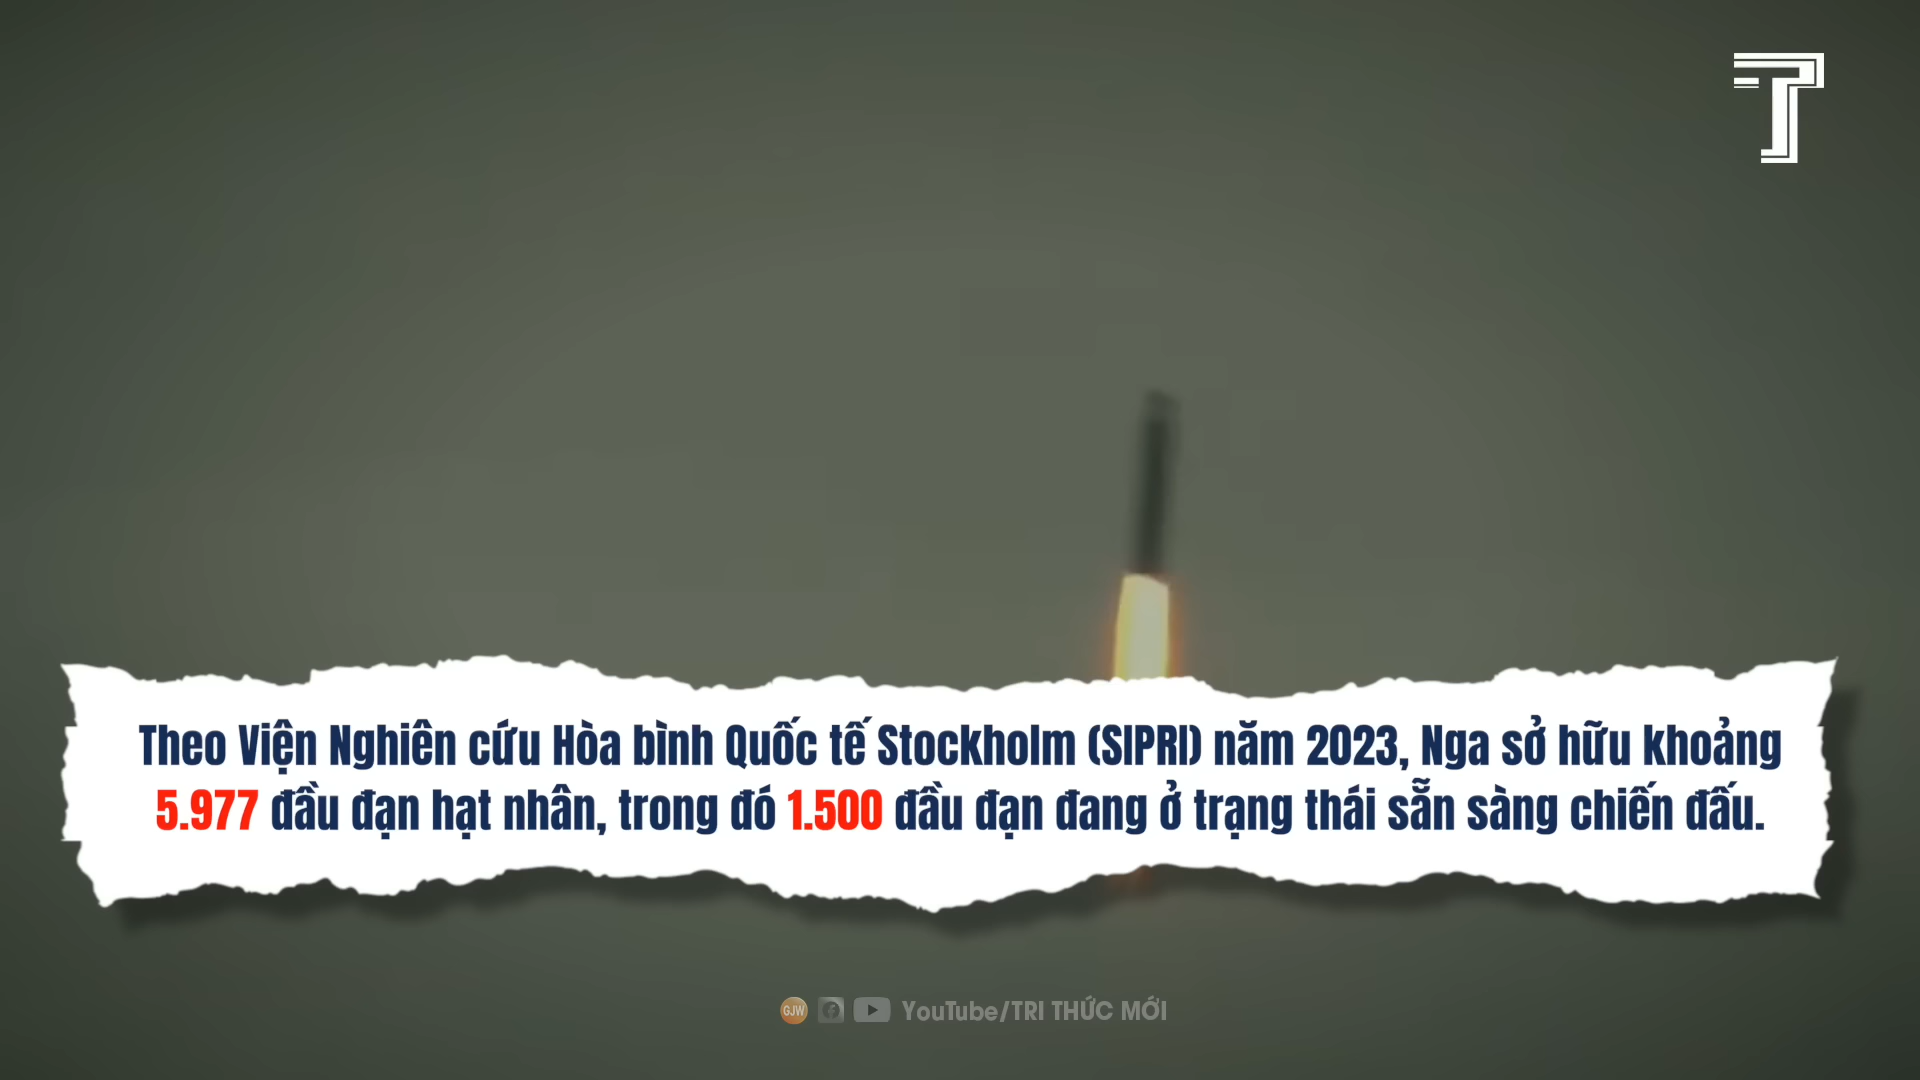 Theo Viện Nghiên cứu Hòa bình Quốc tế Stockholm (SIPRI) năm 2023, Nga sở hữu khoảng
5.977 đầu đạn hạt nhân, trong đó 1.500 đầu đạn đang ở trạng thái sẵn sàng chiến đấu.
GJW YouTube/TRI THỨC MỚI